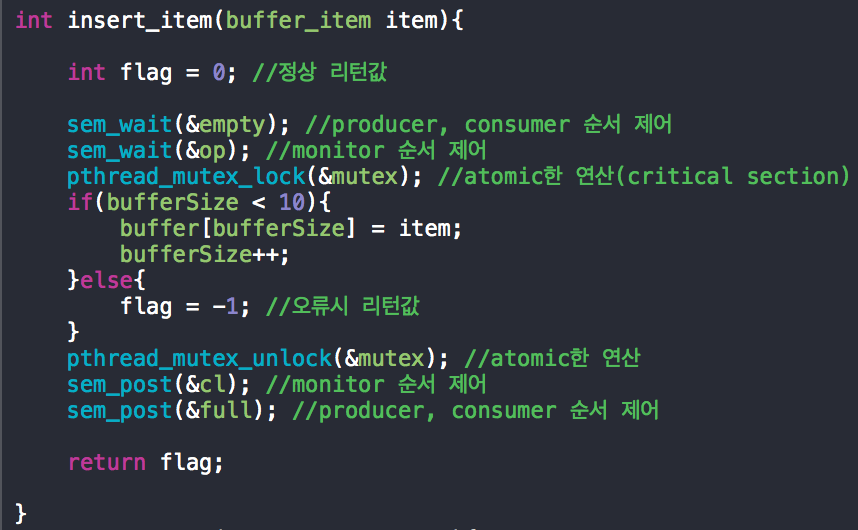 int insert_item(buffer_item item){
int flag = 0; //정상 리턴값
sem_wait(&empty); //producer, consumer 순서 제어
sem_wait(&op); //monitor 순서 제어
pthread_mutex_lock(&mutex); //atomic한 연산(critical section)
if(bufferSize < 10){
buffer[bufferSize] = item;
bufferSize++;
}else{
flag = -1; //오류시 리턴값
}
pthread_mutex_unlock(&mutex); //atomic한 연산
sem_post(&cl); //monitor 순서 제어
sem_post(&full); //producer, consumer 순서 제어
return flag;
}